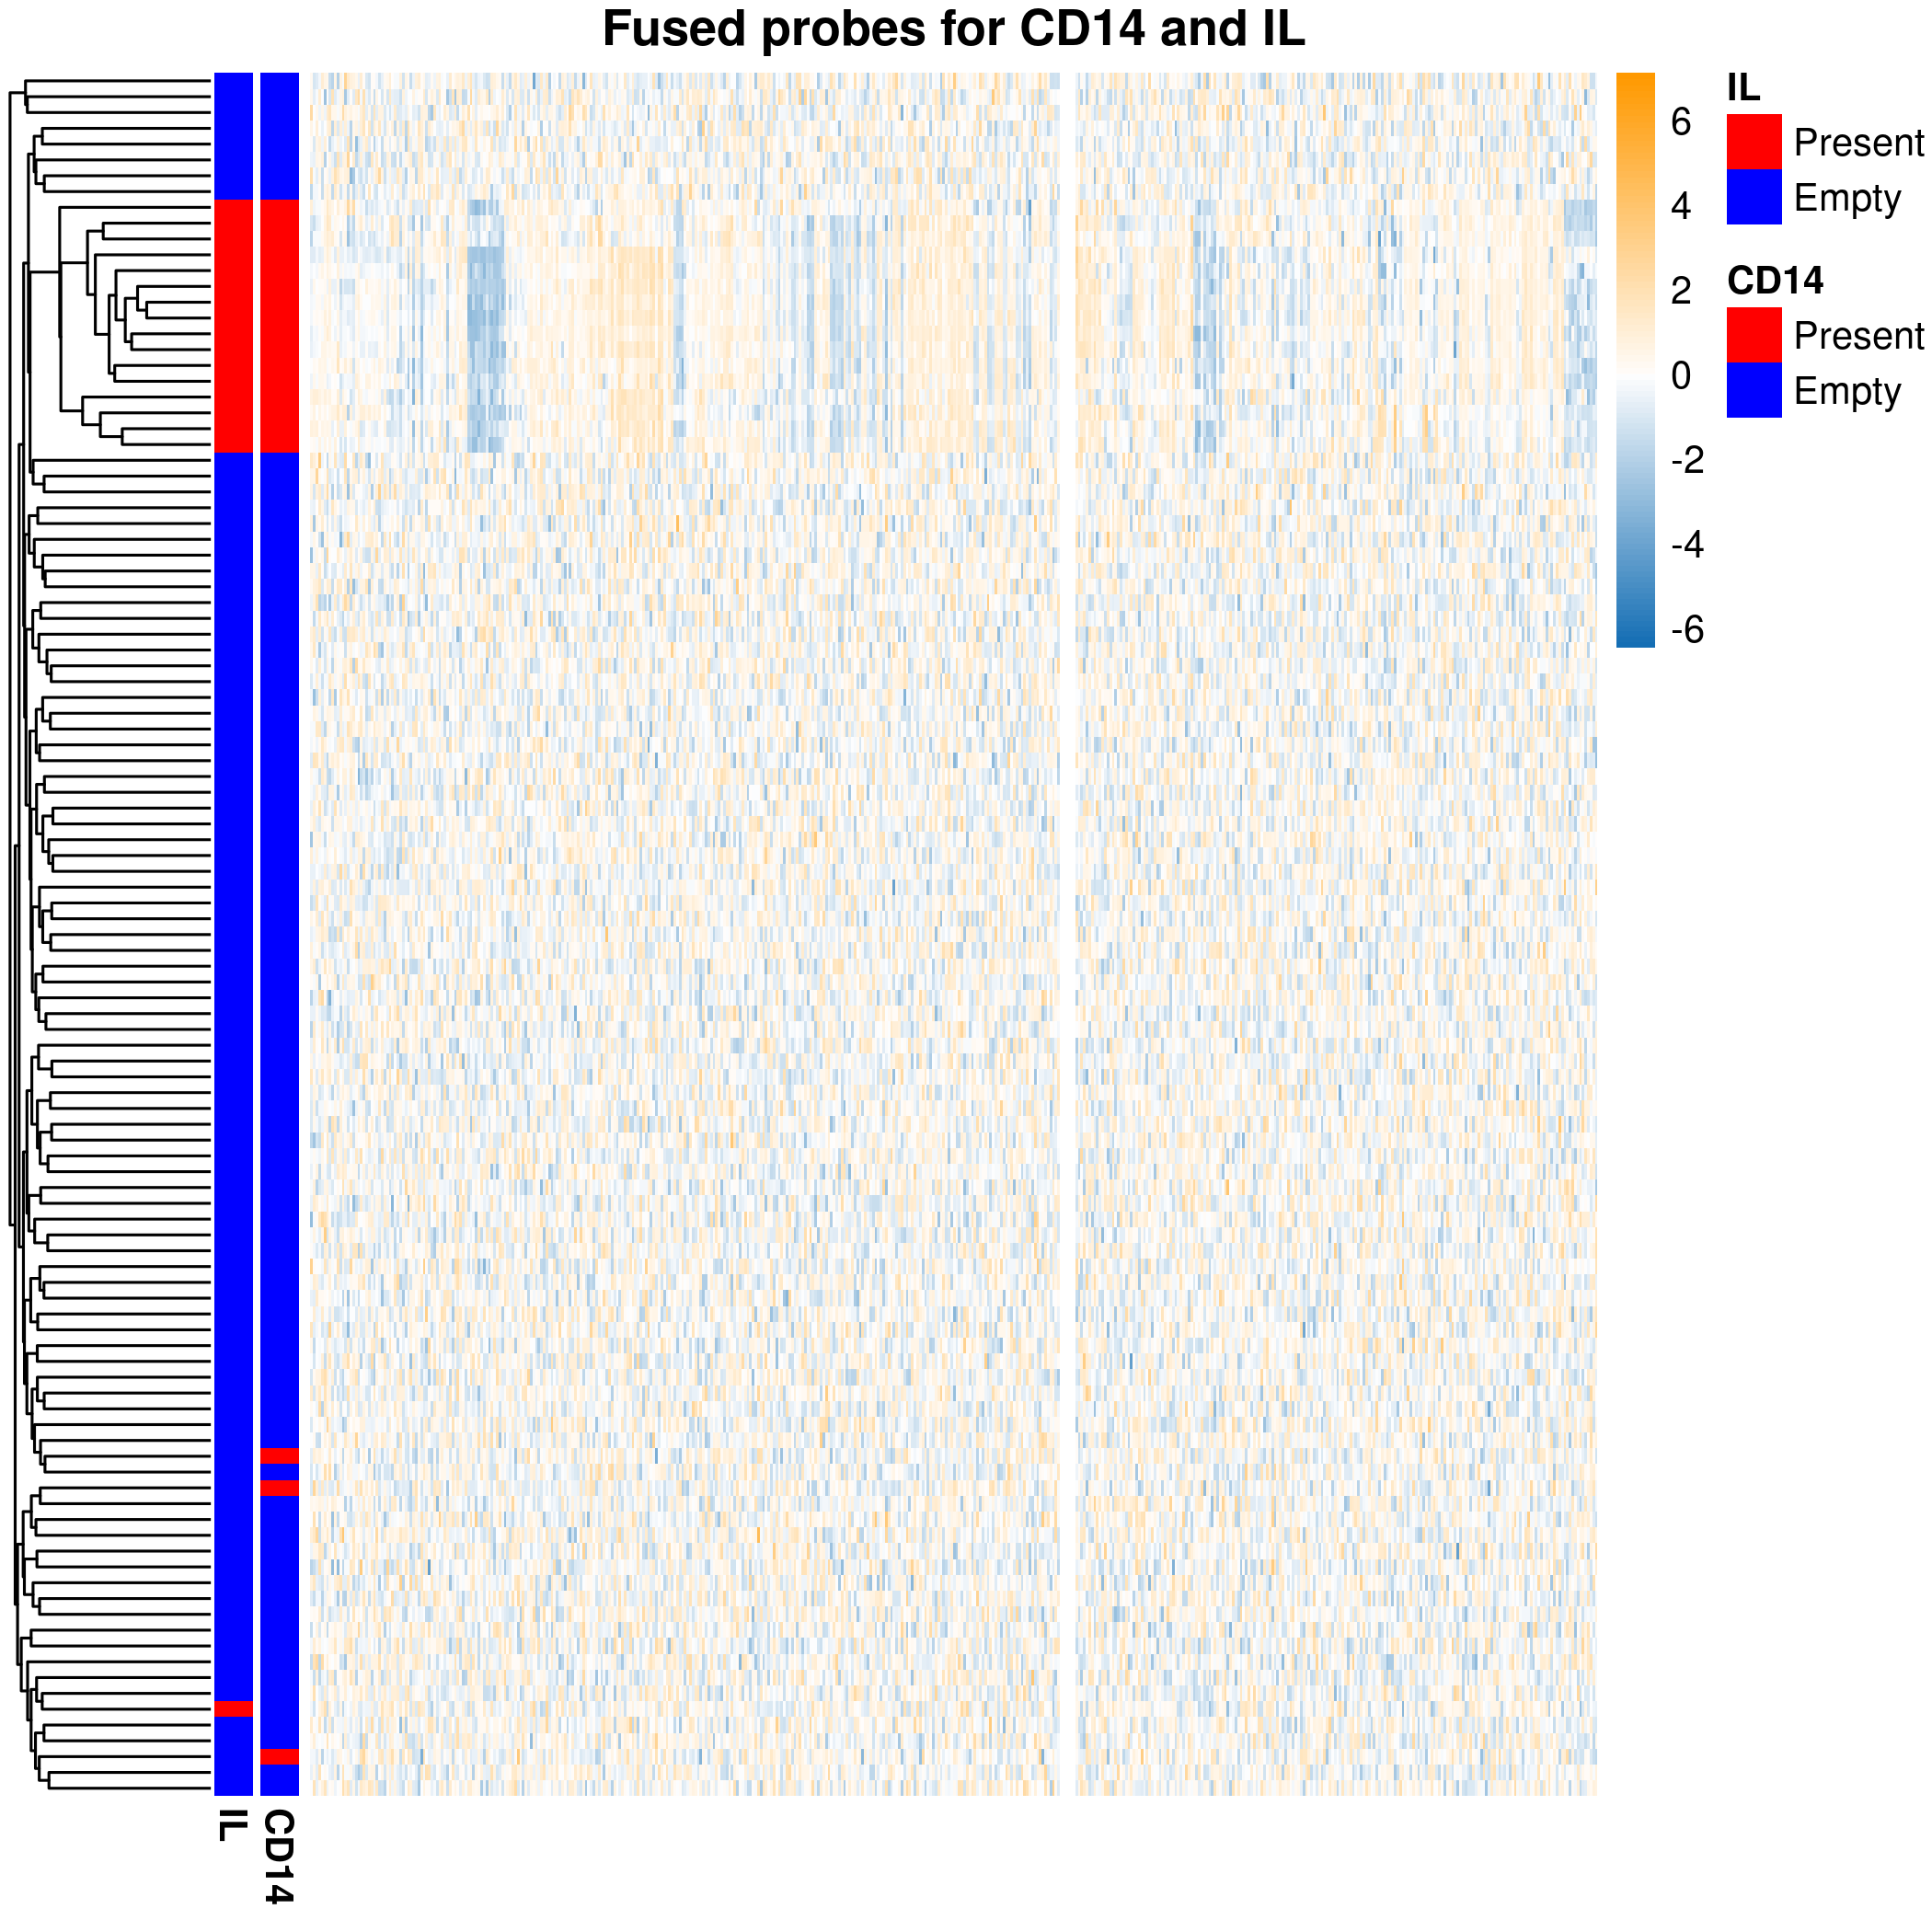 Fused probes for CD14 and IL
6
4
2
0
-2
-4
-6
IL
Present
Empty
CD14
Present
Empty
IL
CD14